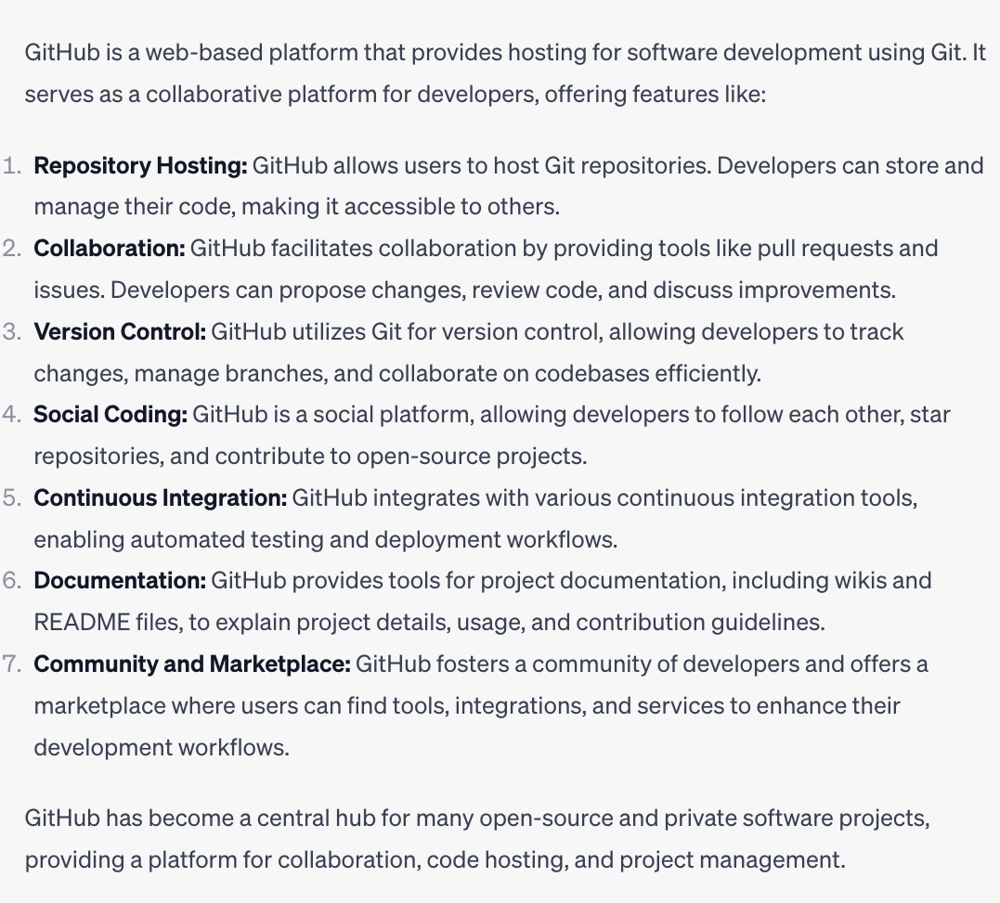 GitHub is a web-based platform that provides hosting for software development using Git. It
serves as a collaborative platform for developers, offering features like:
1. Repository Hosting: GitHub allows users to host Git repositories. Developers can store and
manage their code, making it accessible to others.
2. Collaboration: GitHub facilitates collaboration by providing tools like pull requests and
issues. Developers can propose changes, review code, and discuss improvements.
3. Version Control: GitHub utilizes Git for version control, allowing developers to track
changes, manage branches, and collaborate on codebases efficiently.
4. Social Coding: GitHub is a social platform, allowing developers to follow each other, star
repositories, and contribute to open-source projects.
5. Continuous Integration: GitHub integrates with various continuous integration tools,
enabling automated testing and deployment workflows.
6. Documentation: GitHub provides tools for project documentation, including wikis and
README files, to explain project details, usage, and contribution guidelines.
7. Community and Marketplace: GitHub fosters a community of developers and offers a
marketplace where users can find tools, integrations, and services to enhance their
development workflows.
GitHub has become a central hub for many open-source and private software projects,
providing a platform for collaboration, code hosting, and project management.